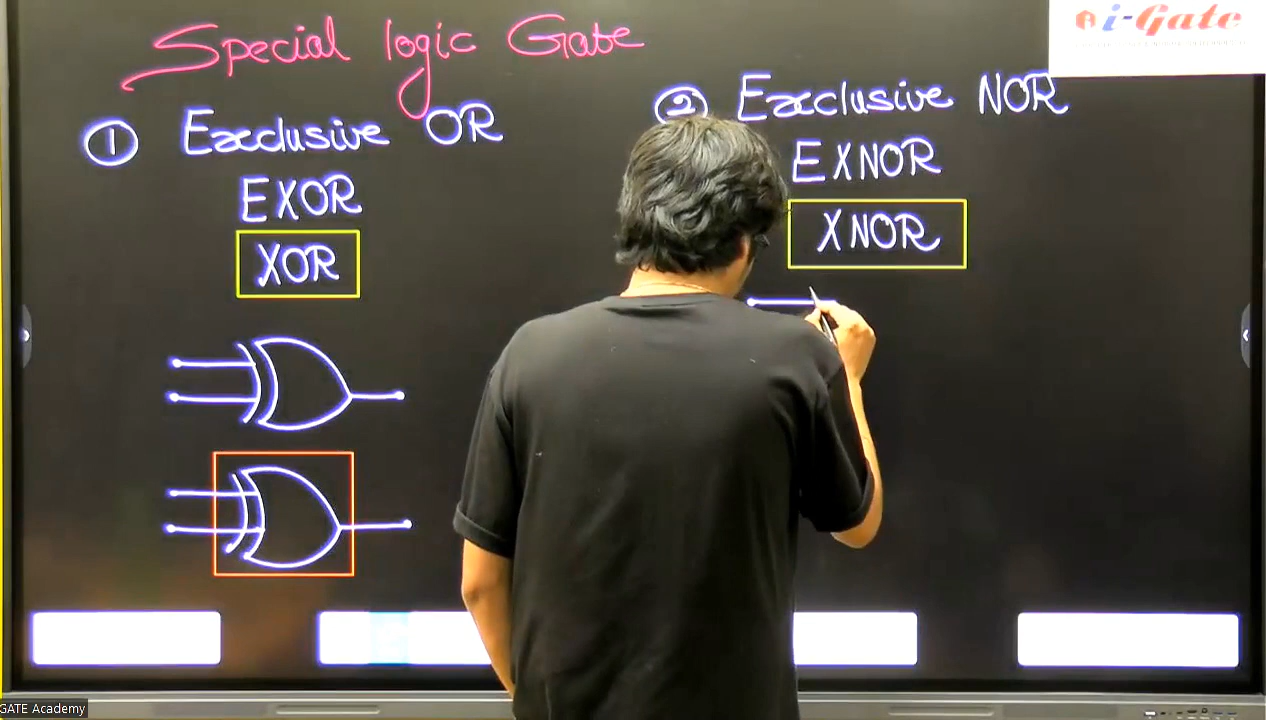 Special logic Gate
i-Gate
① Exclusive OR
EXOR
XOR
② Exclusive NOR
EXNOR
XNOR
GATE Academy